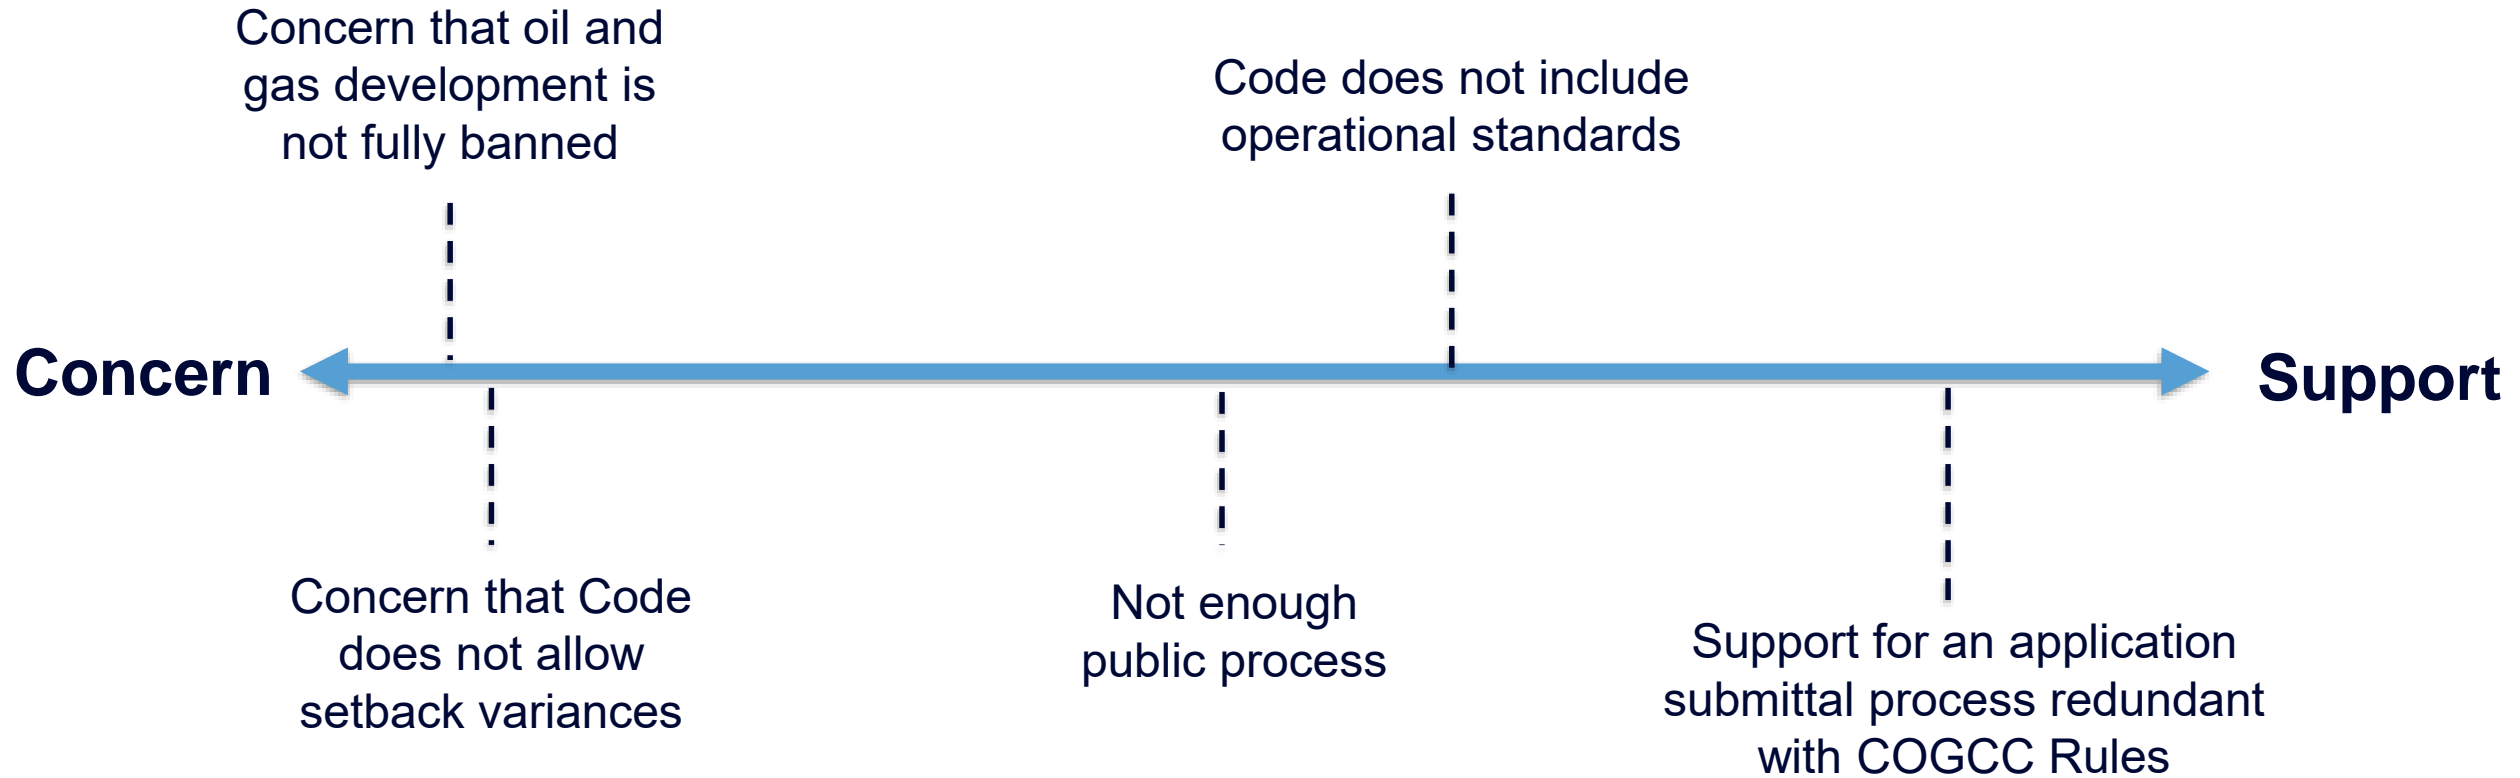 Concern that oil and
gas development is
not fully banned
Code does not include
operational standards
Concern
Support
Concern that Code
does not allow
setback variances
Not enough
public process
Support for an application
submittal process redundant
with COGCC Rules